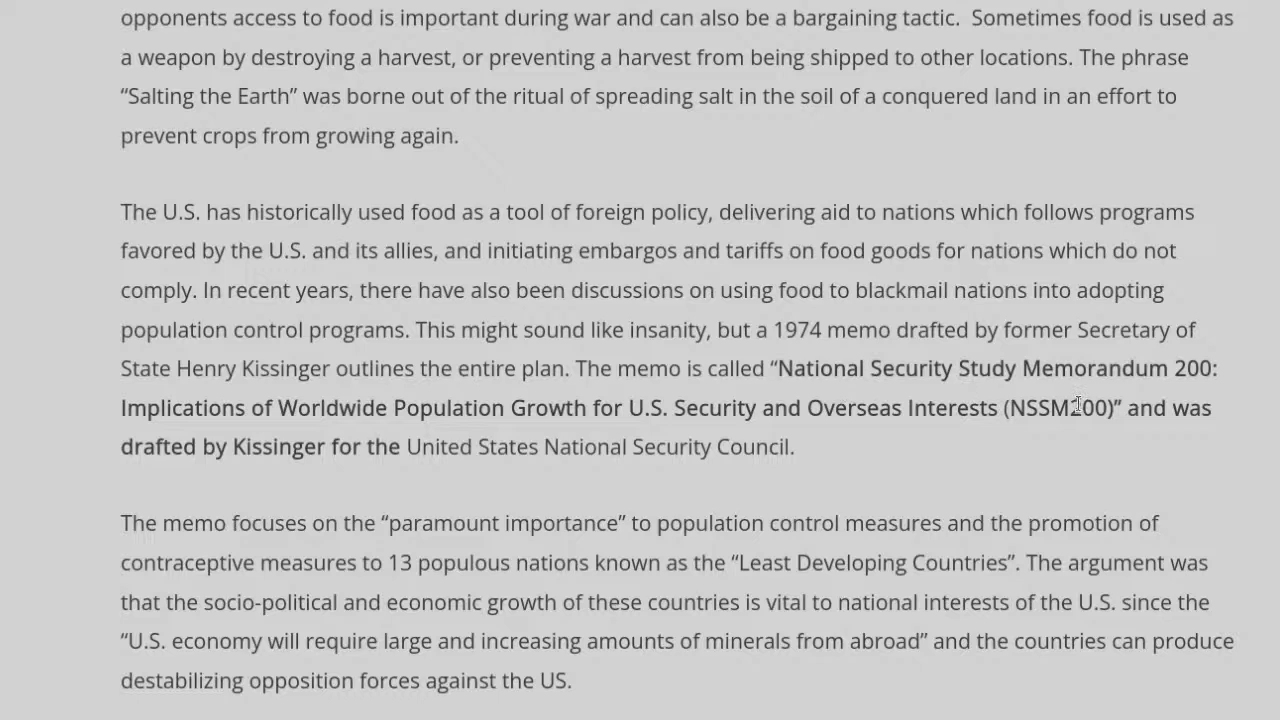 opponents access to food is important during war and can also be a bargaining tactic.  Sometimes food is used as
a weapon by destroying a harvest, or preventing a harvest from being shipped to other locations. The phrase
“Salting the Earth” was borne out of the ritual of spreading salt in the soil of a conquered land in an effort to
prevent crops from growing again.
The U.S. has historically used food as a tool of foreign policy, delivering aid to nations which follows programs
favored by the U.S. and its allies, and initiating embargos and tariffs on food goods for nations which do not
comply. In recent years, there have also been discussions on using food to blackmail nations into adopting
population control programs. This might sound like insanity, but a 1974 memo drafted by former Secretary of
State Henry Kissinger outlines the entire plan. The memo is called “National Security Study Memorandum 200:
Implications of Worldwide Population Growth for U.S. Security and Overseas Interests (NSSM200)” and was
drafted by Kissinger for the United States National Security Council.
The memo focuses on the “paramount importance” to population control measures and the promotion of
contraceptive measures to 13 populous nations known as the “Least Developing Countries”. The argument was
that the socio-political and economic growth of these countries is vital to national interests of the U.S. since the
“U.S. economy will require large and increasing amounts of minerals from abroad” and the countries can produce
destabilizing opposition forces against the US.